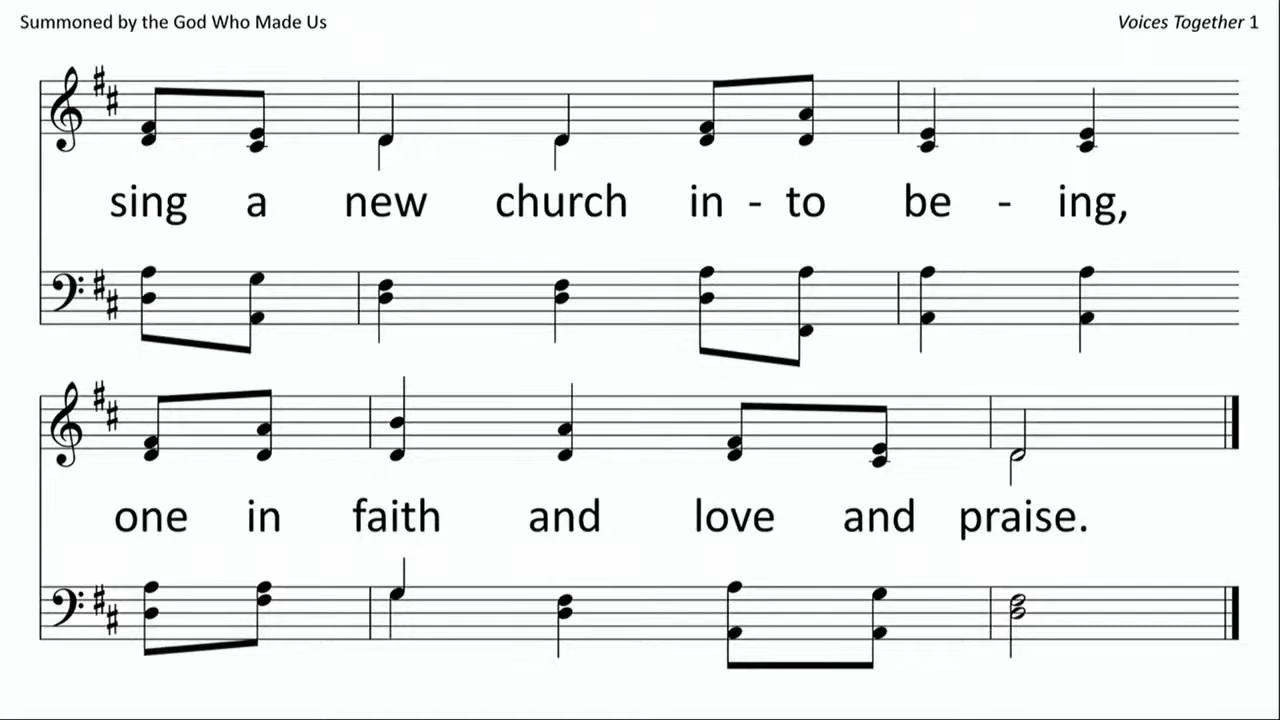 Summoned by the God Who Made Us
Voices Together 1
sing a new church in - to be - ing,
one in faith and love and praise.